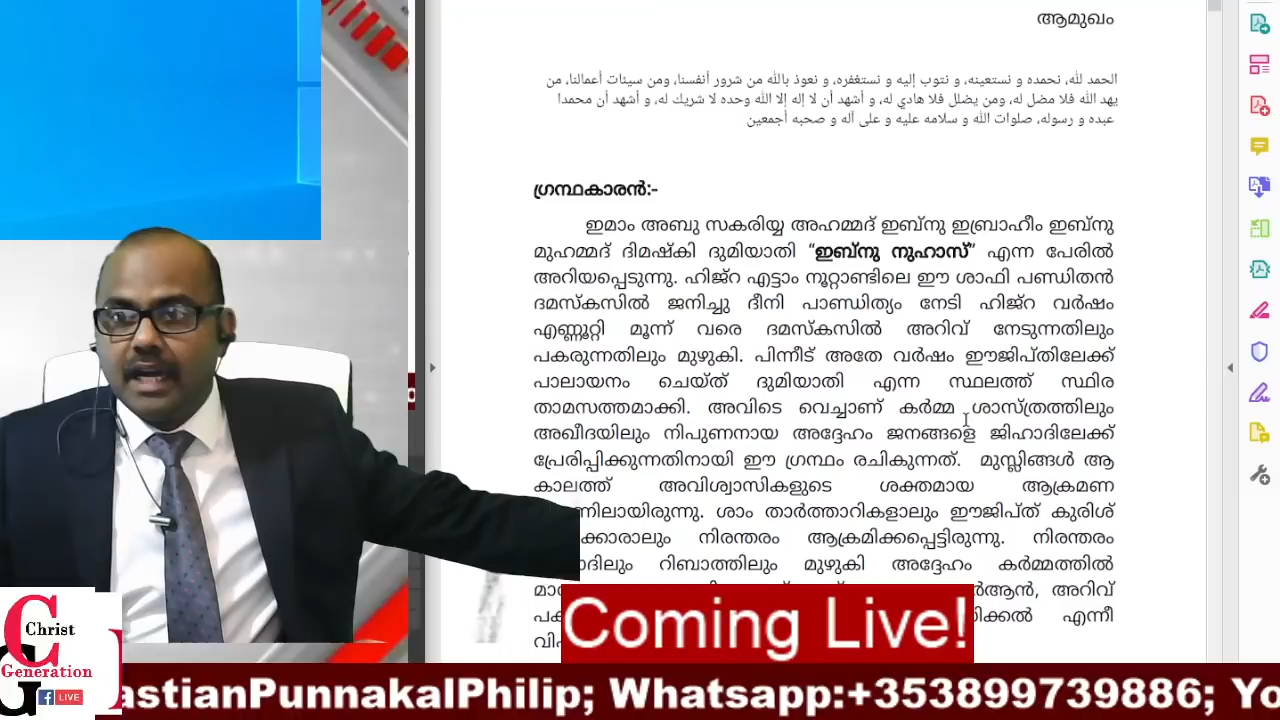 ആമുഖം
الحمد لله، نحمده و نستعينه، و نتوب إليه و نستغفره، و نعوذ بالله من شرور أنفسنا، ومن سيئات أعمالنا، من
يهد الله فلا مضل له، ومن يضلل فلا هادي له، و أشهد أن لا إله إلا الله وحده لا شريك له، و أشهد أن محمدا
عبده و رسوله، صلوات الله و سلامه عليه و على آله و صحبه أجمعين
ഗ്രന്ഥകാരൻ:-
ഇമാം അബു സകരിയ്യ അഹമ്മദ് ഇബ്നു ഇബ്രാഹീം ഇബ്നു
മുഹമ്മദ് ദിമഷ്കി ദുമിയാതി “ഇബ്നു നുഹാസ്” എന്ന പേരിൽ
അറിയപ്പെടുന്നു. ഹിജ്റ എട്ടാം നൂറ്റാണ്ടിലെ ഈ ശാഫി പണ്ഡിതൻ
ദമസ്കസിൽ ജനിച്ചു ദീനി പാണ്ഡിത്യം നേടി ഹിജ്റ വർഷം
എണ്ണൂറ്റി മൂന്ന് വരെ ദമസ്കസിൽ അറിവ് നേടുന്നതിലും
പകരുന്നതിലും മുഴുകി. പിന്നീട് അതേ വർഷം ഈജിപ്തിലേക്ക്
പാലായനം ചെയ്ത് ദുമിയാതി എന്ന സ്ഥലത്ത് സ്ഥിര
താമസത്തമാക്കി. അവിടെ വെച്ചാണ് കർമ്മ ശാസ്ത്രത്തിലും
അഖീദയിലും നിപുണനായ അദ്ദേഹം ജനങ്ങളെ ജിഹാദിലേക്ക്
പ്രേരിപ്പിക്കുന്നതിനായി ഈ ഗ്രന്ഥം രചികുന്നത്. മുസ്ലിങ്ങൾ ആ
കാലത്ത് അവിശ്വാസികളുടെ ശക്തമായ ആക്രമണ
ശാം താർത്താറികളാലും ഈജിപ്ത് കുരിശ്
നിരന്തരം ആക്രമിക്കപ്പെട്ടിരുന്നു. നിരന്തരം
റിബാത്തിലും മുഴുകി അദ്ദേഹം കർമ്മത്തിൽ
അറിവ്
എന്നീ
Coming Live!
Christ
Generation
LIVE
astianPunnakalPhilip; Whatsapp:+353899739886; Yo